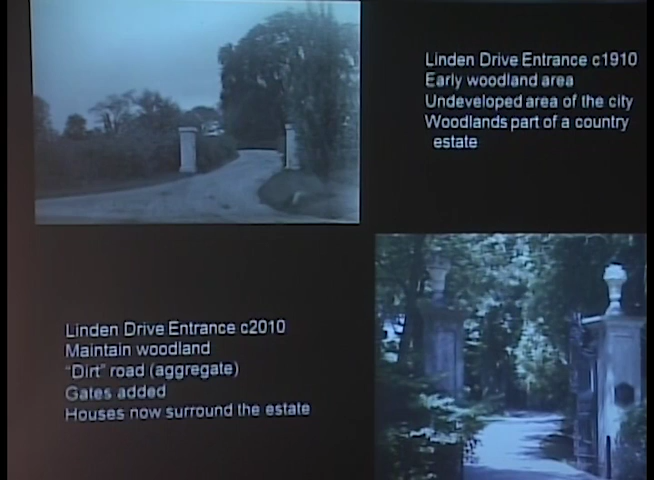 Linden Drive Entrance c1910
Early woodland area
Undeveloped area of the city
Woodlands part of a country
estate
Linden Drive Entrance c2010
Maintain woodland
"Dirt" road (aggregate)
Gates added
Houses now surround the estate